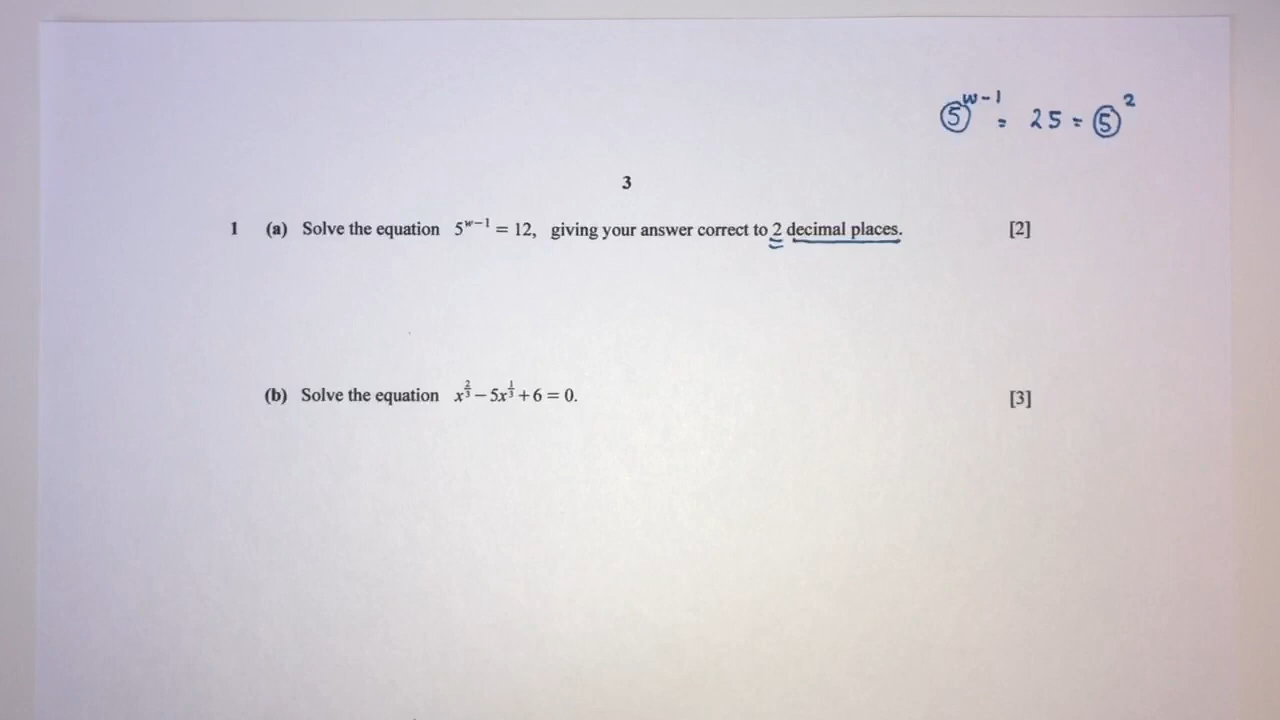 5^{w-1} = 25 = 5^2
3
1 (a) Solve the equation 5^{w-1} = 12, giving your answer correct to 2 decimal places. [2]
(b) Solve the equation x^{2/3} - 5x^{1/3} + 6 = 0. [3]